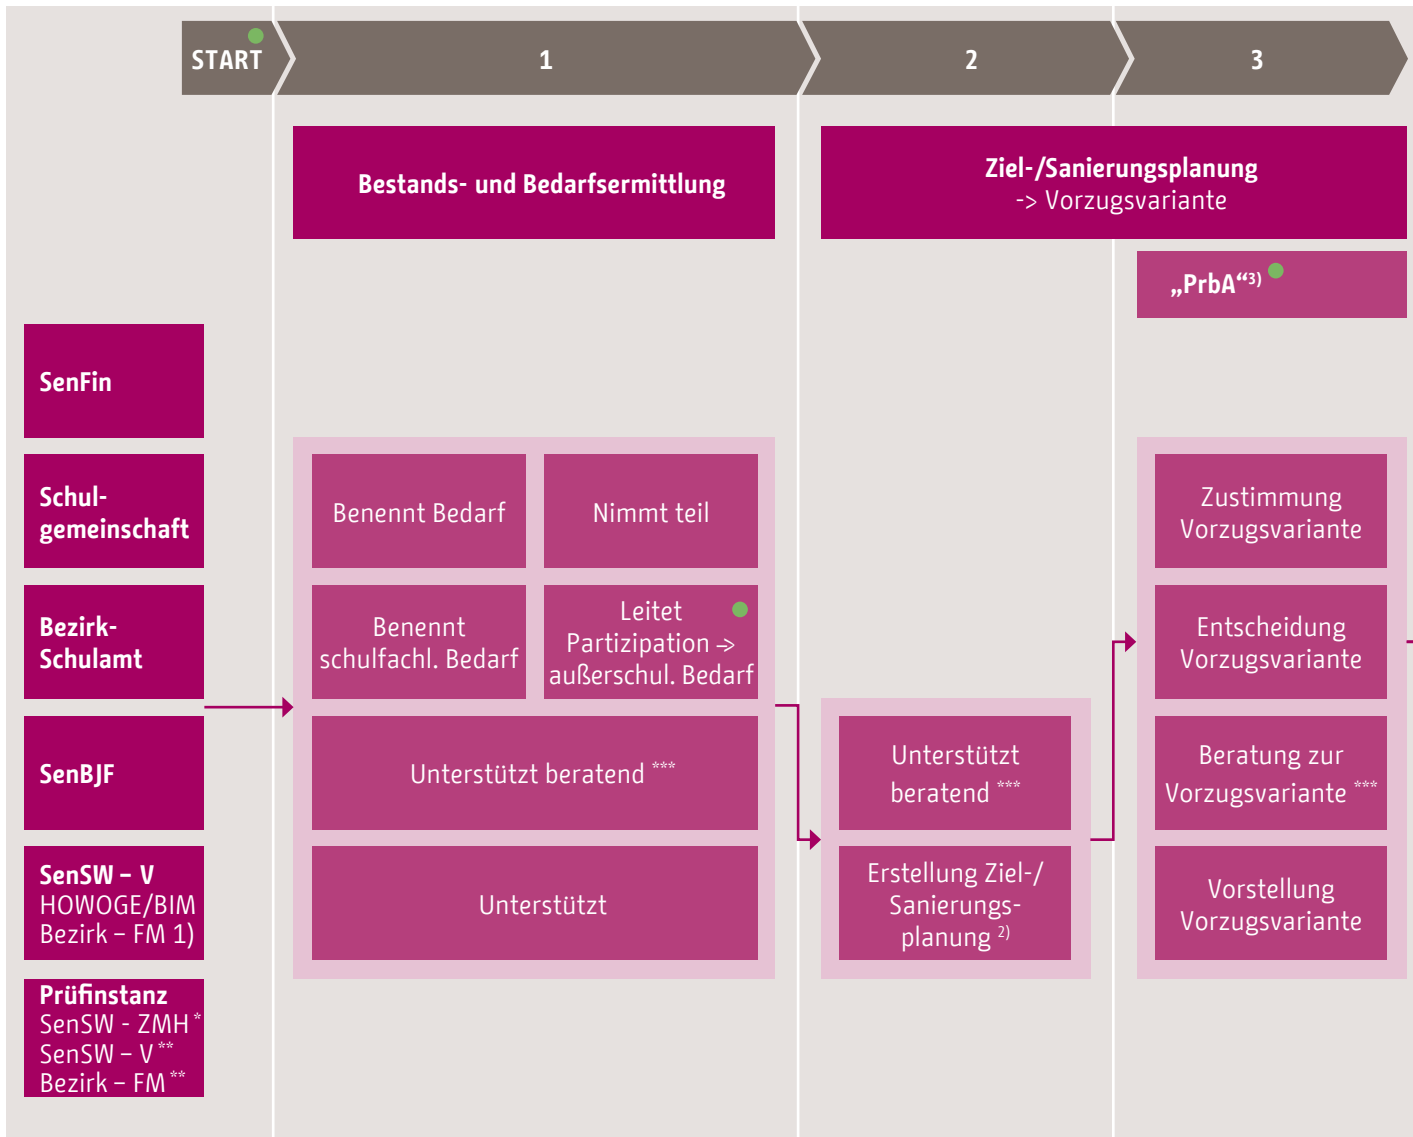 START
1
2
3
Bestands- und Bedarfsermittlung
Ziel-/Sanierungsplanung
-> Vorzugsvariante
„PrbA“3)
SenFin
Schul-
gemeinschaft
Benennt Bedarf
Nimmt teil
Zustimmung
Vorzugsvariante
Bezirk-
Schulamt
Benennt
schulfachl. Bedarf
Leitet
Partizipation ->
außerschul. Bedarf
Entscheidung
Vorzugsvariante
SenBJF
Unterstützt beratend ***
Unterstützt
beratend ***
Beratung zur
Vorzugsvariante ***
SenSW – V
HOWOGE/BIM
Bezirk – FM 1)
Unterstützt
Erstellung Ziel-/
Sanierungs-
planung 2)
Vorstellung
Vorzugsvariante
Prüfinstanz
SenSW - ZMH *
SenSW – V **
Bezirk – FM **